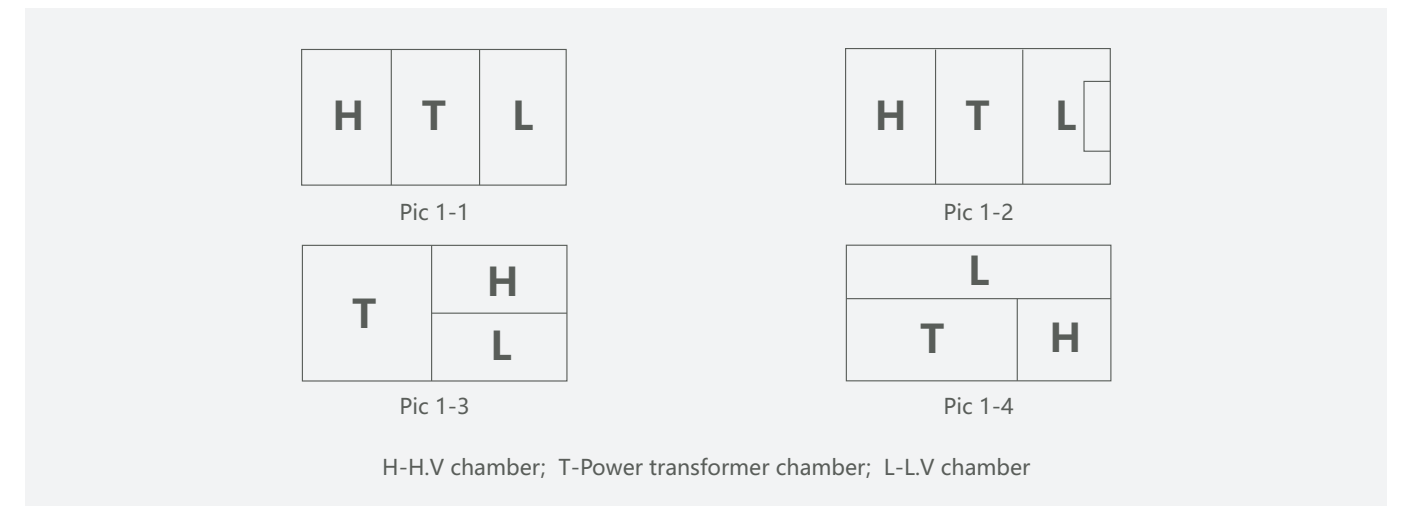 H T L
H T L
Pic 1-1
Pic 1-2
T
H
L
L
T H
Pic 1-3
Pic 1-4
H-H.V chamber; T-Power transformer chamber; L-L.V chamber